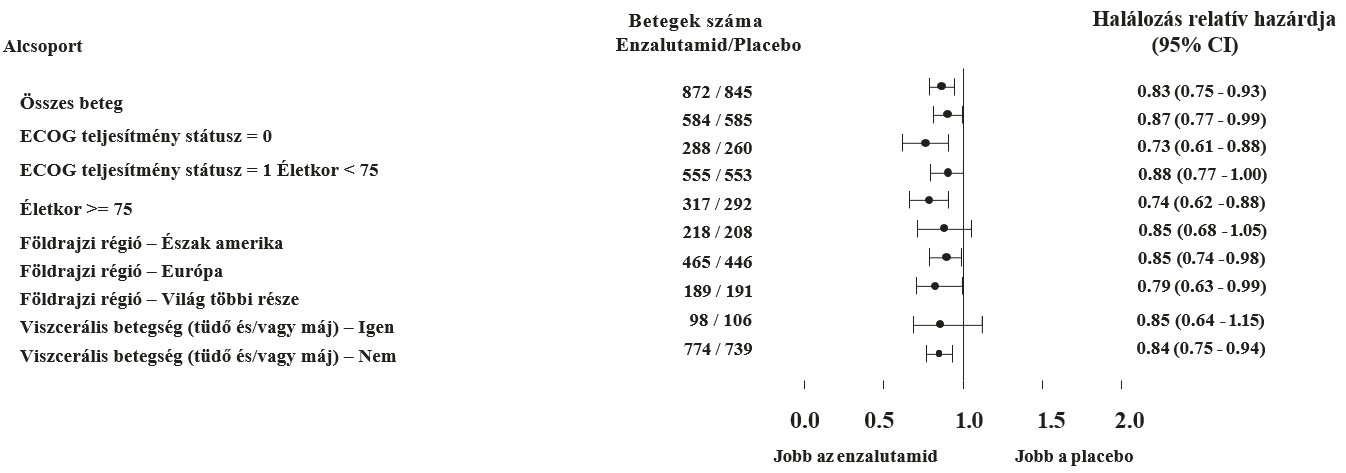 Alcsoport
Betegek száma
Enzalutamid/Placebo
Halálozás relatív hazárdja
(95% CI)
Összes beteg 872 / 845 0.83 (0.75 - 0.93)
ECOG teljesítmény státusz = 0 584 / 585 0.87 (0.77 - 0.99)
ECOG teljesítmény státusz = 1 Életkor < 75 288 / 260 0.73 (0.61 - 0.88)
555 / 553 0.88 (0.77 - 1.00)
Életkor >= 75 317 / 292 0.74 (0.62 - 0.88)
Földrajzi régió – Észak amerika 218 / 208 0.85 (0.68 - 1.05)
Földrajzi régió – Európa 465 / 446 0.85 (0.74 - 0.98)
Földrajzi régió – Világ többi része 189 / 191 0.79 (0.63 - 0.99)
Viszcerális betegség (tüdő és/vagy máj) – Igen 98 / 106 0.85 (0.64 - 1.15)
Viszcerális betegség (tüdő és/vagy máj) – Nem 774 / 739 0.84 (0.75 - 0.94)
0.0 0.5 1.0 1.5 2.0
Jobb az enzalutamid Jobb a placebo